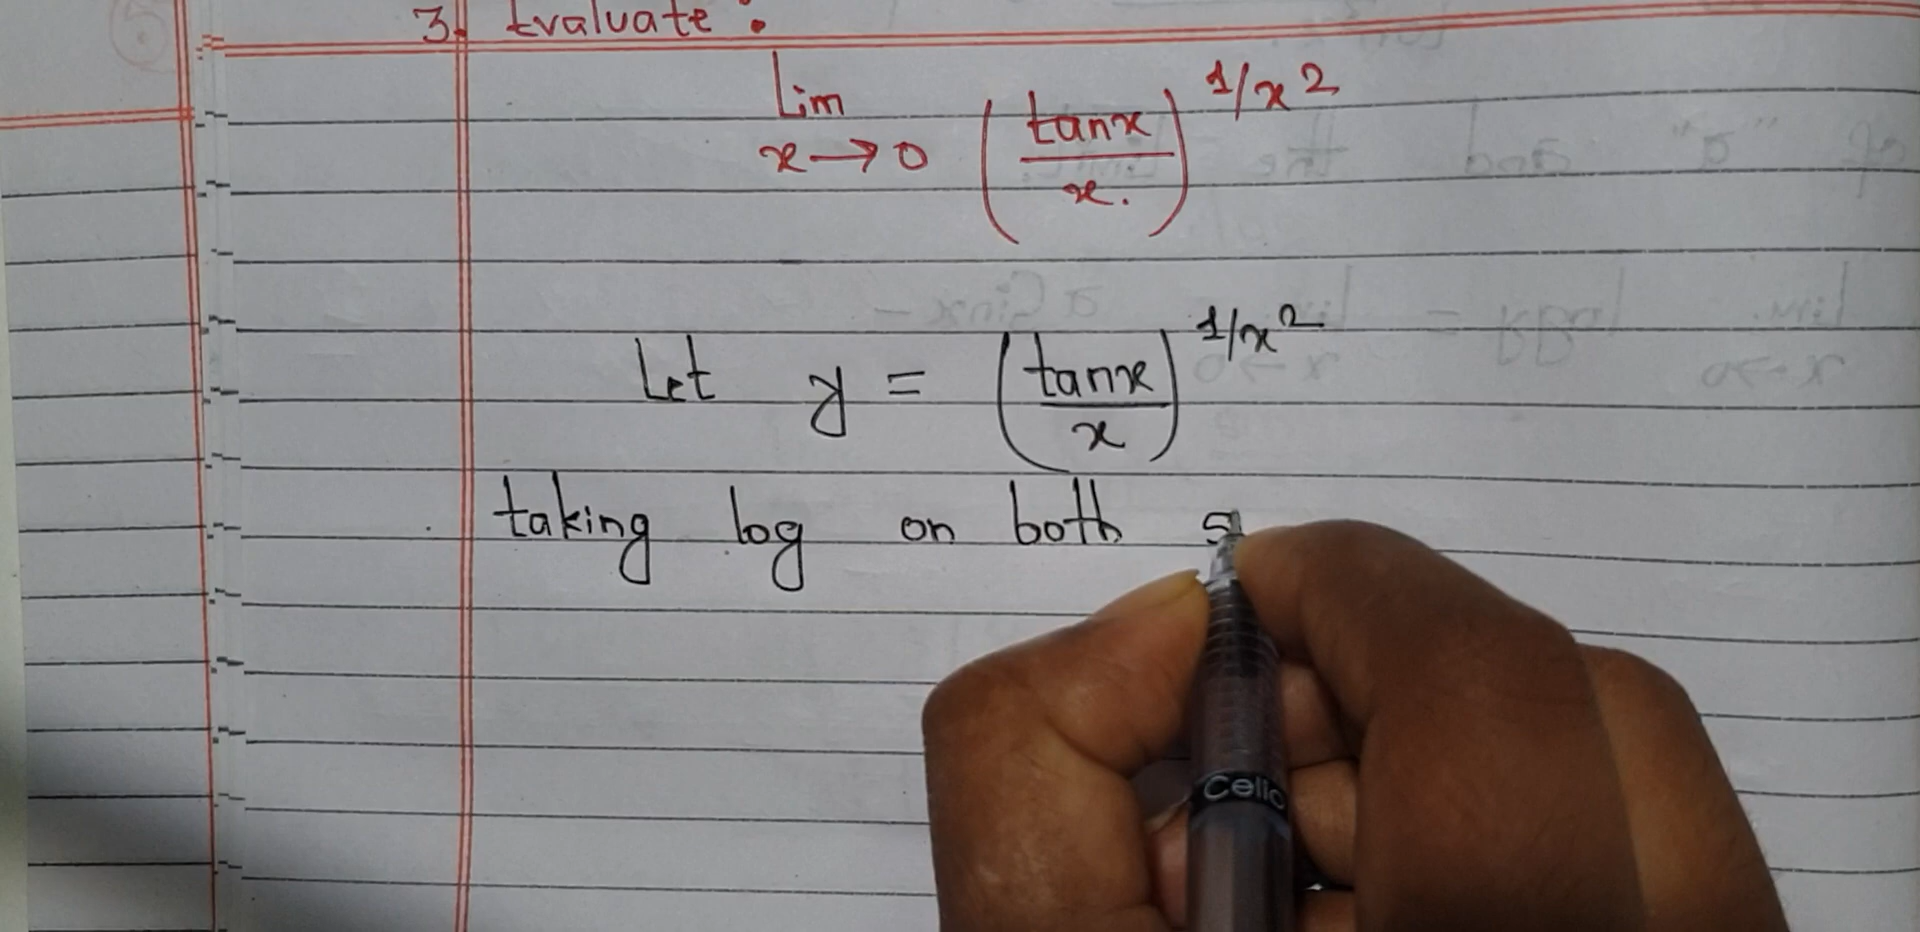 3. Evaluate :
lim x→0 (tanx/x.)^1/x2
Let y = (tanx/x)^1/x2
taking log on both s
Cello